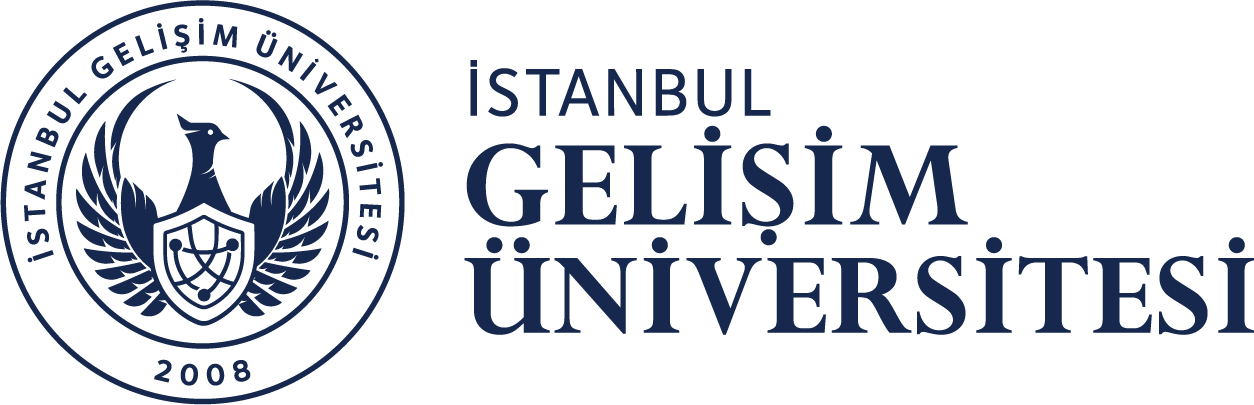 İSTANBUL GELİŞİM ÜNİVERSİTESİ
2008
İSTANBUL
GELİŞİM
ÜNİVERSİTESİ